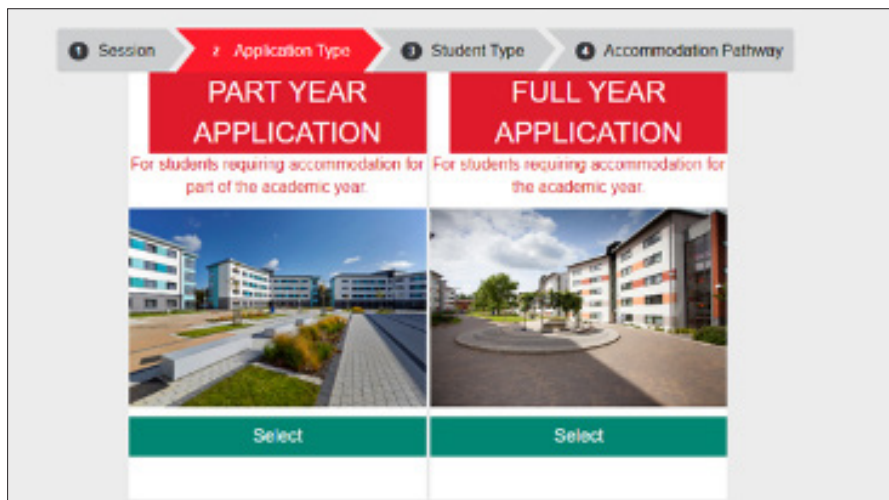 1 Session 2 Application Type 3 Student Type 4 Accommodation Pathway
PART YEAR
APPLICATION
For students requiring accommodation for
part of the academic year.
Select
FULL YEAR
APPLICATION
For students requiring accommodation for
the academic year.
Select